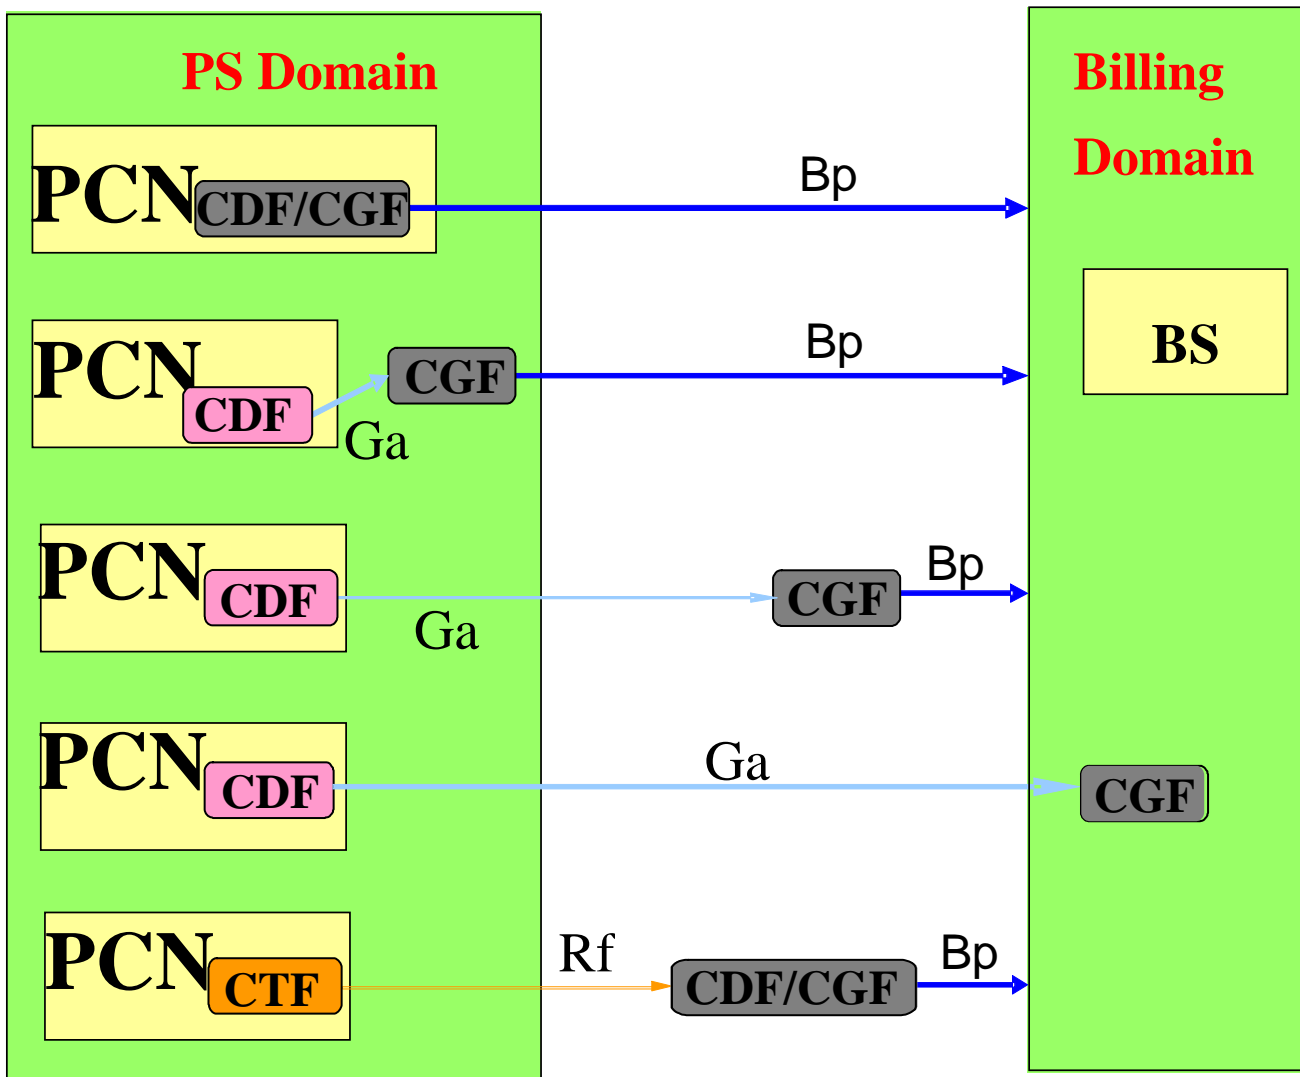 PS Domain
Billing
Domain
PCN
CDF/CGF
Bp
PCN
CDF
Ga
CGF
Bp
BS
PCN
CDF
Ga
CGF
Bp
PCN
CDF
Ga
CGF
PCN
CTF
Rf
CDF/CGF
Bp